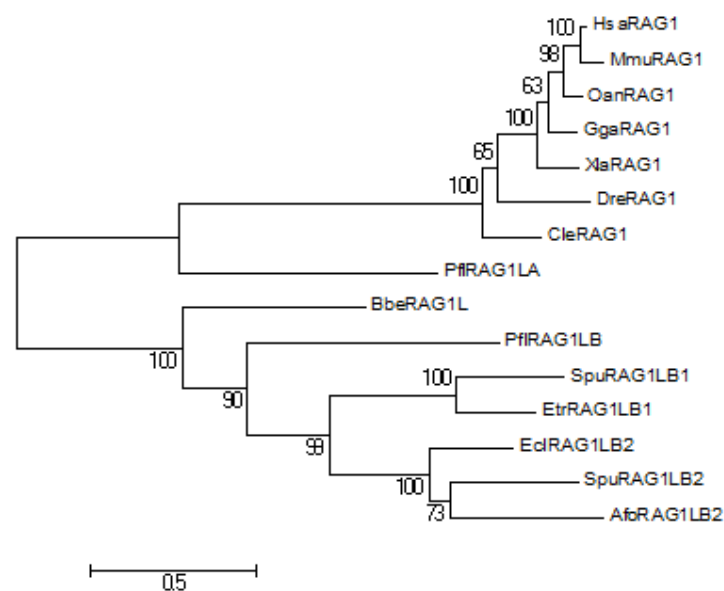 100
HsaRAG1
98
MmuRAG1
63
OanRAG1
100
GgaRAG1
65
XlaRAG1
100
DreRAG1
CleRAG1
PflRAG1LA
BbeRAG1L
100
PflRAG1LB
90
100
SpuRAG1LB1
EtrRAG1LB1
99
EclRAG1LB2
100
SpuRAG1LB2
73
AfoRAG1LB2
0.5